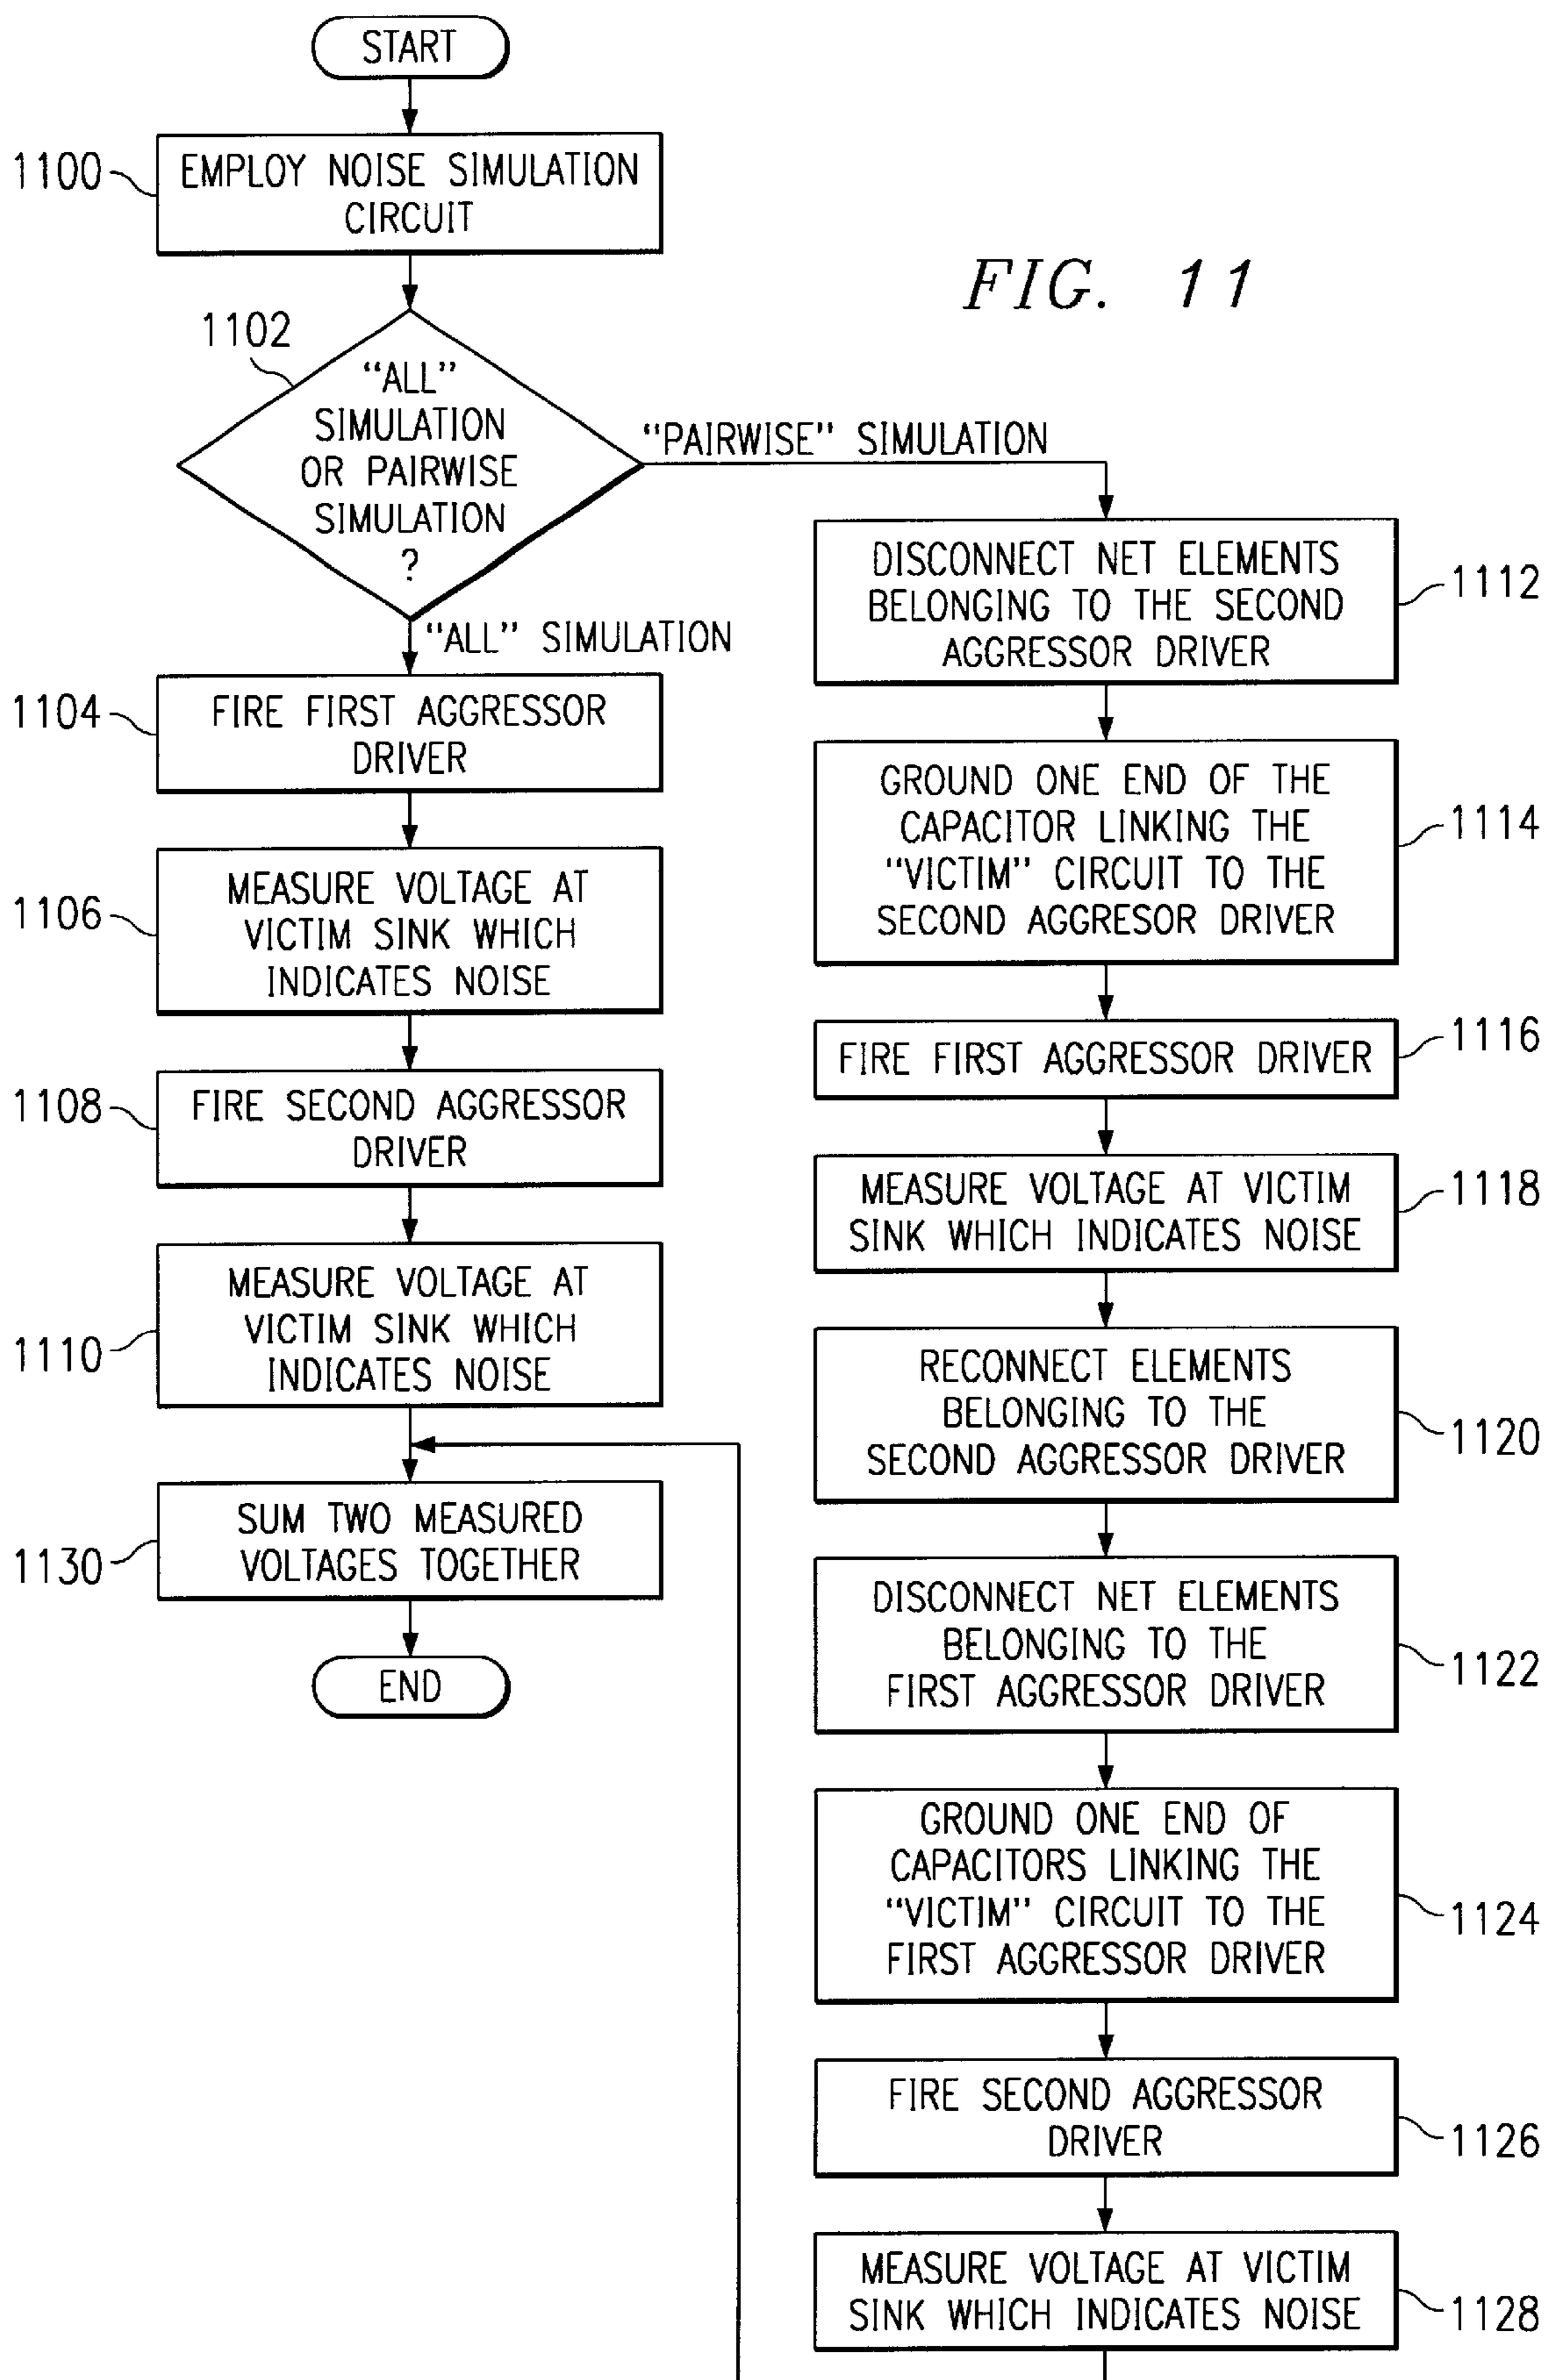 START
1100
EMPLOY NOISE SIMULATION
CIRCUIT
FIG. 11
1102
“ALL”
SIMULATION
OR PAIRWISE
SIMULATION
?
“PAIRWISE” SIMULATION
“ALL” SIMULATION
1104
FIRE FIRST AGGRESSOR
DRIVER
1106
MEASURE VOLTAGE AT
VICTIM SINK WHICH
INDICATES NOISE
1108
FIRE SECOND AGGRESSOR
DRIVER
1110
MEASURE VOLTAGE AT
VICTIM SINK WHICH
INDICATES NOISE
1130
SUM TWO MEASURED
VOLTAGES TOGETHER
END
DISCONNECT NET ELEMENTS
BELONGING TO THE SECOND
AGGRESSOR DRIVER
1112
GROUND ONE END OF THE
CAPACITOR LINKING THE
“VICTIM” CIRCUIT TO THE
SECOND AGGRESOR DRIVER
1114
FIRE FIRST AGGRESSOR DRIVER
1116
MEASURE VOLTAGE AT VICTIM
SINK WHICH INDICATES NOISE
1118
RECONNECT ELEMENTS
BELONGING TO THE
SECOND AGGRESSOR DRIVER
1120
DISCONNECT NET ELEMENTS
BELONGING TO THE
FIRST AGGRESSOR DRIVER
1122
GROUND ONE END OF
CAPACITORS LINKING THE
“VICTIM” CIRCUIT TO THE
FIRST AGGRESSOR DRIVER
1124
FIRE SECOND AGGRESSOR
DRIVER
1126
MEASURE VOLTAGE AT VICTIM
SINK WHICH INDICATES NOISE
1128